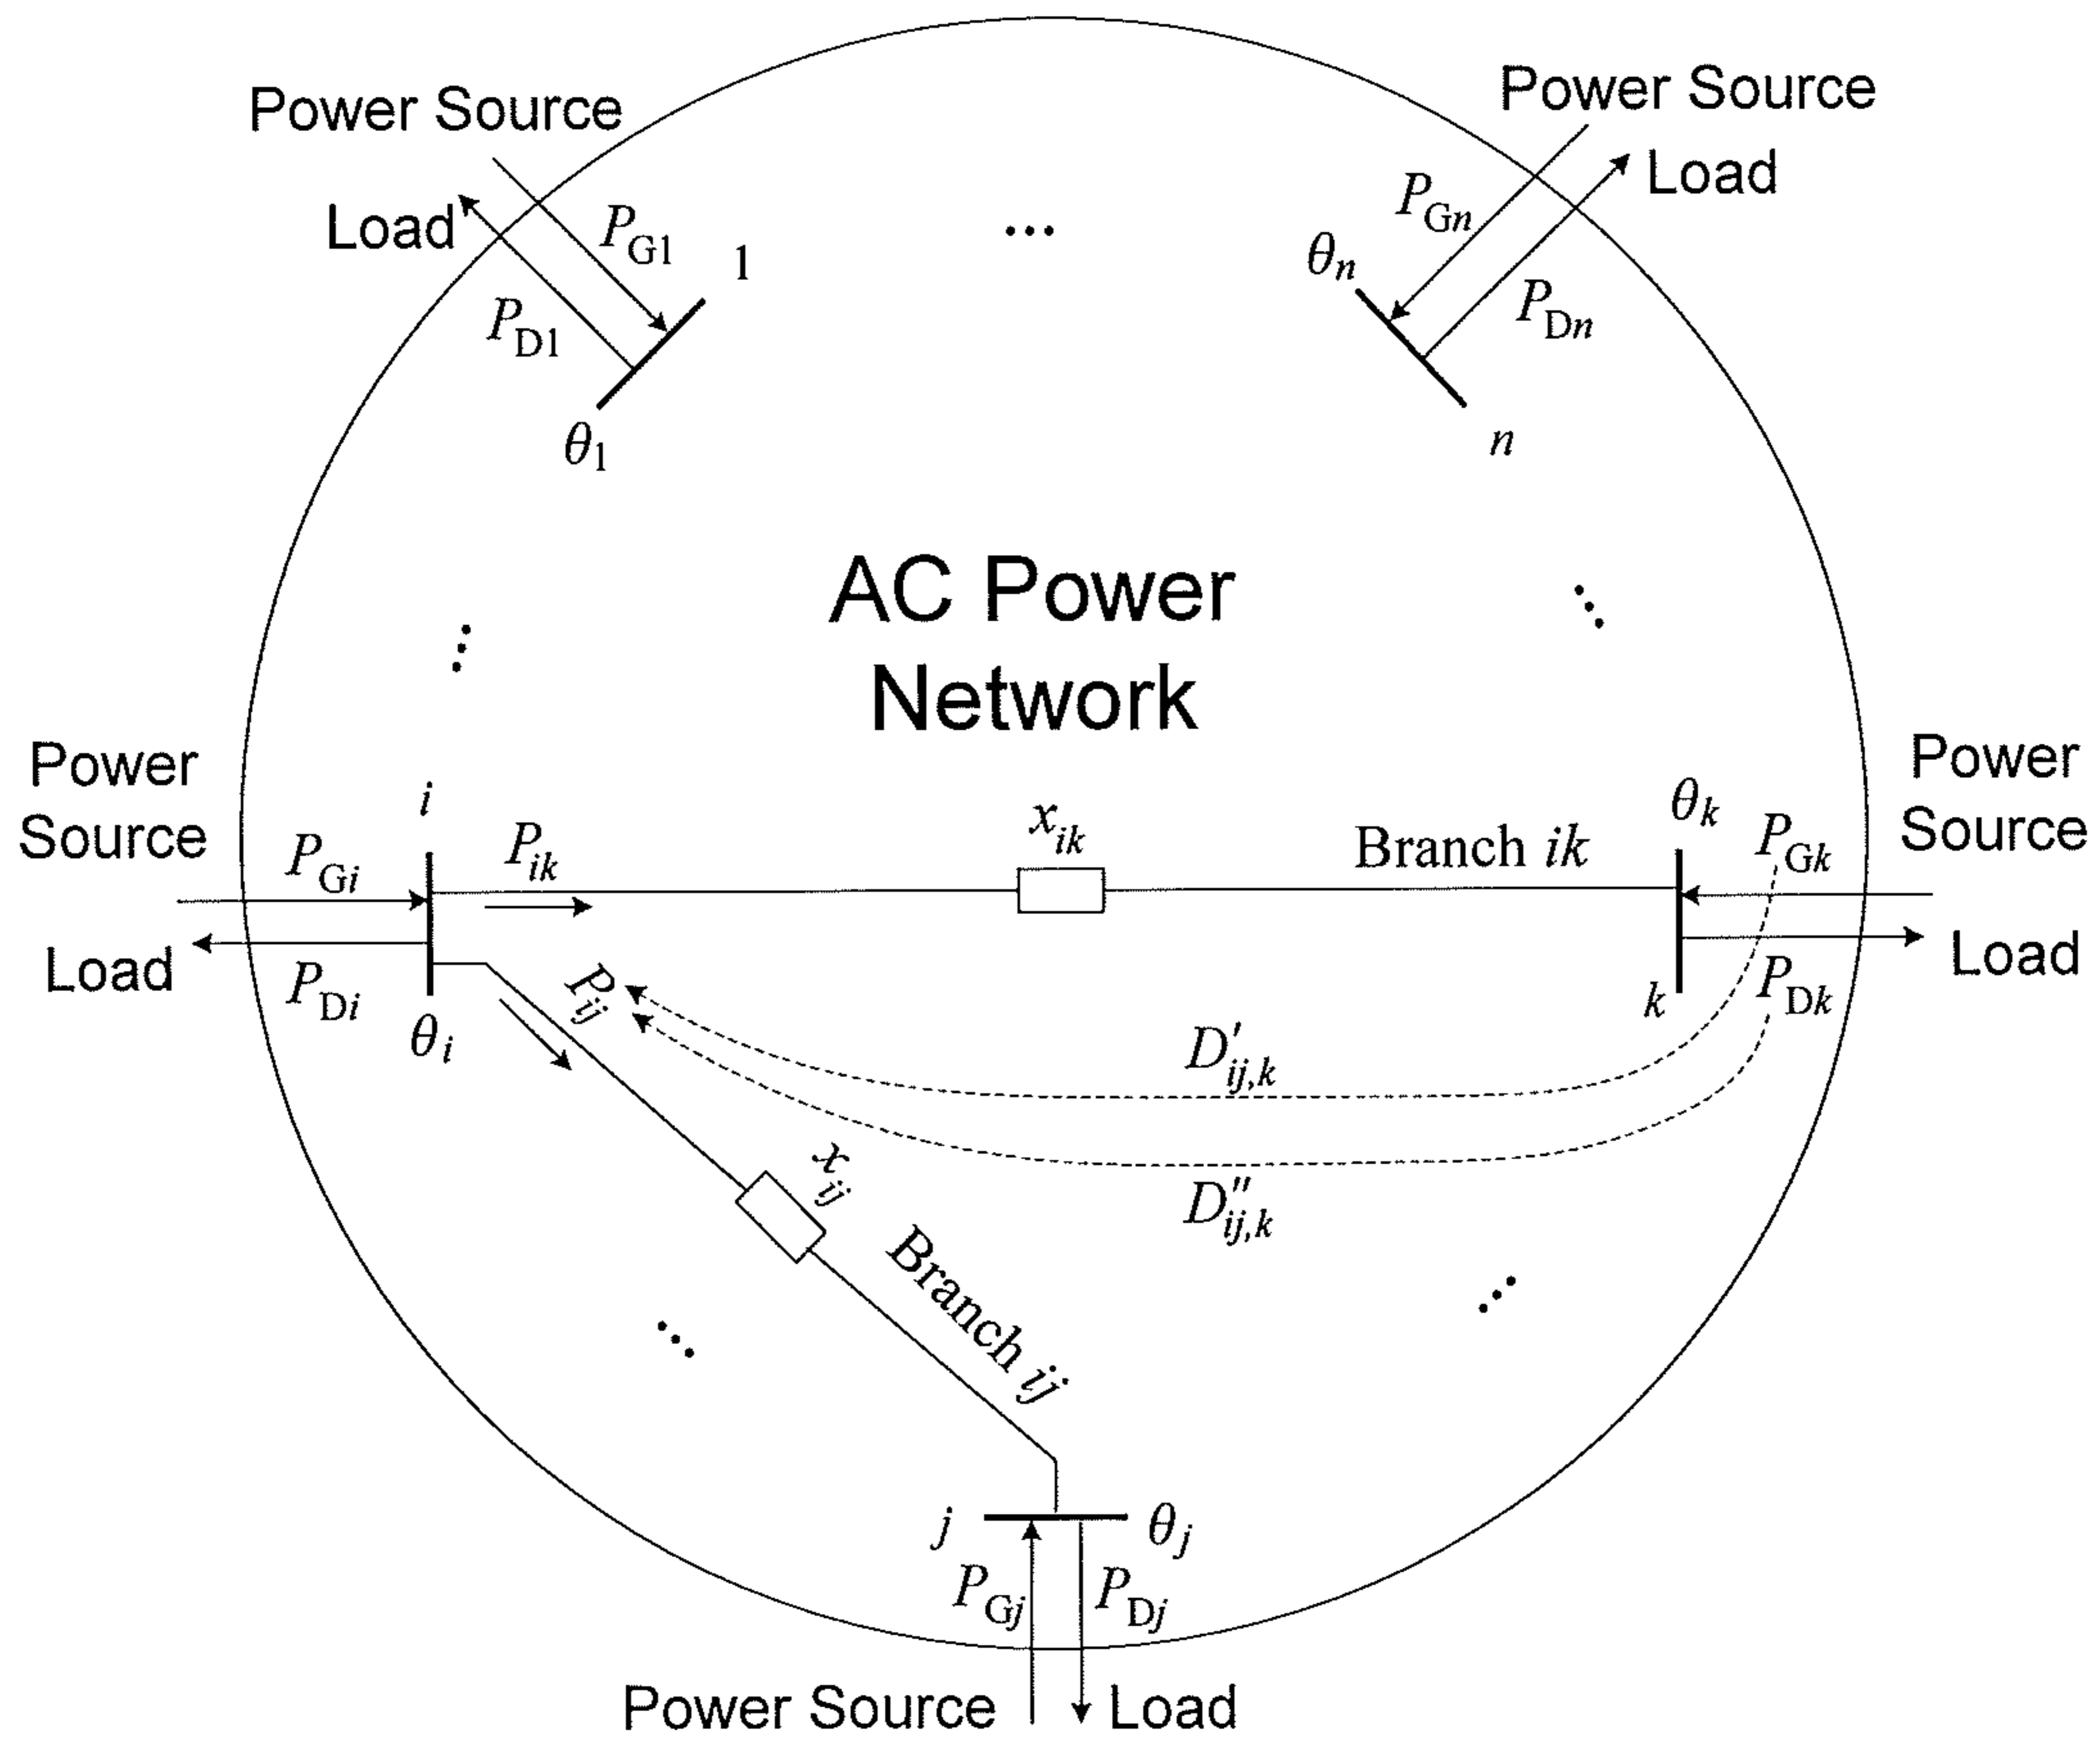 Power Source
Power Source
Load
Load
P_G1
1
P_D1
θ_1
...
P_Gn
θ_n
P_Dn
n
AC Power
Network
...
...
Power
Source
i
P_Gi
P_ik
x_ik
Branch ik
θ_k
P_Gk
Power
Source
Load
P_Di
θ_i
P_ij
k
P_Dk
Load
D'_ij,k
D''_ij,k
x_ij
Branch ij
...
...
j
θ_j
P_Gj
P_Dj
Power Source
Load